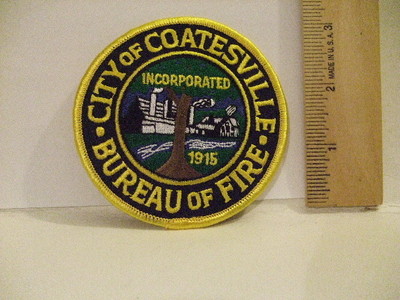 CITY OF COATESVILLE
INCORPORATED
1915
• BUREAU OF FIRE •
1
2
3
MADE IN U.S.A.